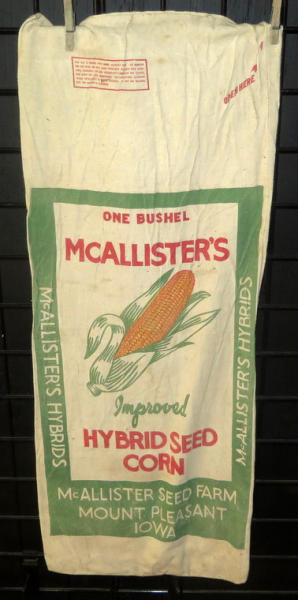 OPEN HERE
ONE BUSHEL
MCALLISTER'S
Improved
HYBRID SEED
CORN
McALLISTER'S HYBRIDS
McALLISTER'S HYBRIDS
McALLISTER SEED FARM
MOUNT PLEASANT
IOWA